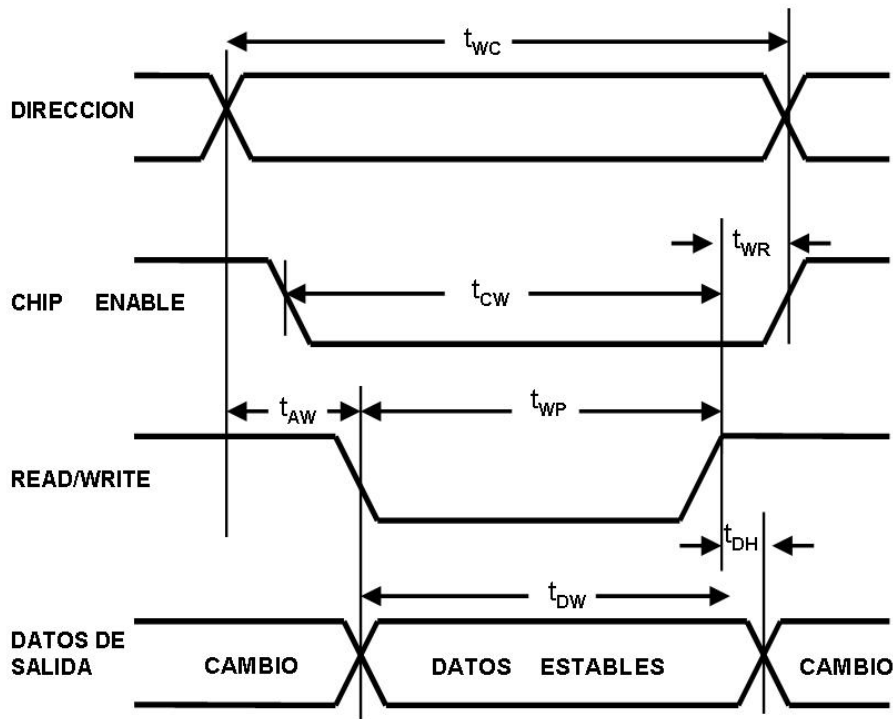 tWC
DIRECCION
tWR
CHIP ENABLE
tCW
tAW
tWP
READ/WRITE
tDH
tDW
DATOS DE
SALIDA
CAMBIO
DATOS ESTABLES
CAMBIO